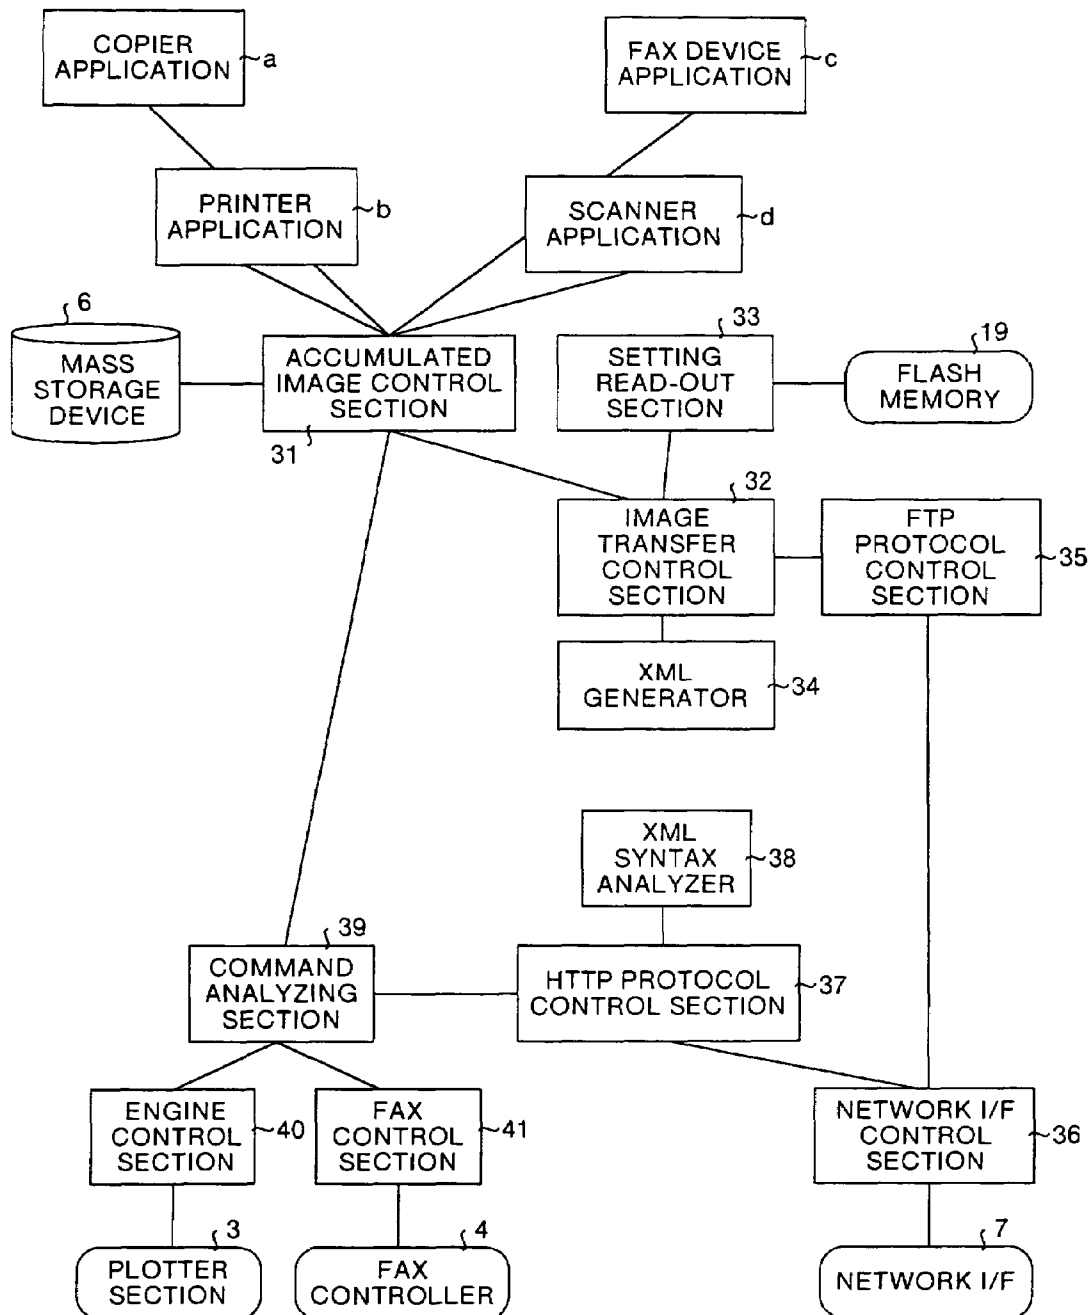 COPIER
APPLICATION
a
FAX DEVICE
APPLICATION
c
PRINTER
APPLICATION
b
SCANNER
APPLICATION
d
6
MASS
STORAGE
DEVICE
ACCUMULATED
IMAGE CONTROL
SECTION
31
33
SETTING
READ-OUT
SECTION
19
FLASH
MEMORY
32
IMAGE
TRANSFER
CONTROL
SECTION
FTP
PROTOCOL
CONTROL
SECTION
35
XML
GENERATOR
34
XML
SYNTAX
ANALYZER
38
39
COMMAND
ANALYZING
SECTION
HTTP PROTOCOL
CONTROL SECTION
37
ENGINE
CONTROL
SECTION
40
FAX
CONTROL
SECTION
41
NETWORK I/F
CONTROL
SECTION
36
3
PLOTTER
SECTION
4
FAX
CONTROLLER
7
NETWORK I/F